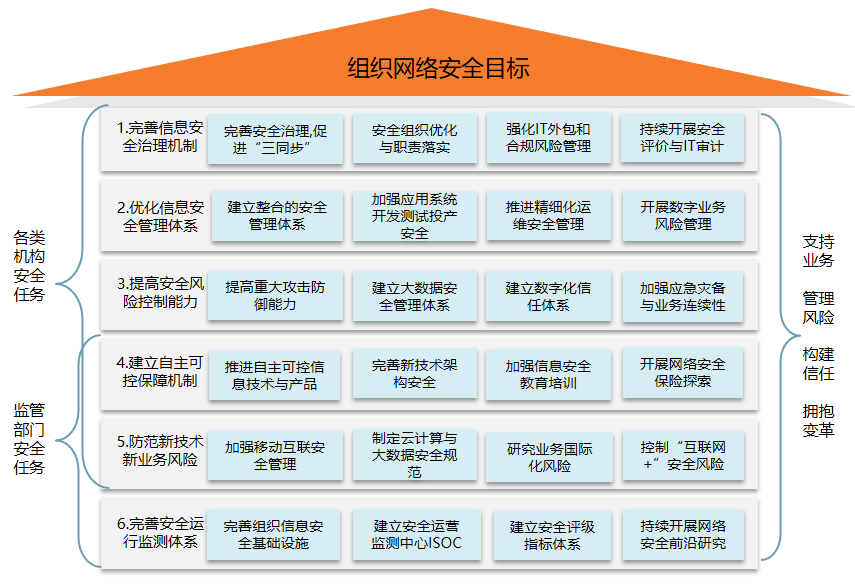 组织网络安全目标
1.完善信息安
全治理机制
完善安全治理,促
进“三同步”
安全组织优化
与职责落实
强化IT外包和
合规风险管理
持续开展安全
评价与IT审计
2.优化信息安
全管理体系
建立整合的安全
管理体系
加强应用系统
开发测试投产
安全
推进精细化运
维安全管理
开展数字业务
风险管理
3.提高安全风
险控制能力
提高重大攻击防
御能力
建立大数据安
全管理体系
建立数字化信
任体系
加强应急灾备
与业务连续性
4.建立自主可
控保障机制
推进自主可控信
息技术与产品
完善新技术架
构安全
加强信息安全
教育培训
开展网络安全
保险探索
5.防范新技术
新业务风险
加强移动互联安
全管理
制定云计算与
大数据安全规
范
研究业务国际
化风险
控制“互联网
+”安全风险
6.完善安全运
行监测体系
完善组织信息安
全基础设施
建立安全运营
监测中心ISOC
建立安全评级
指标体系
持续开展网络
安全前沿研究
各类
机构
安全
任务
监管
部门
安全
任务
支持
业务
管理
风险
构建
信任
拥抱
变革